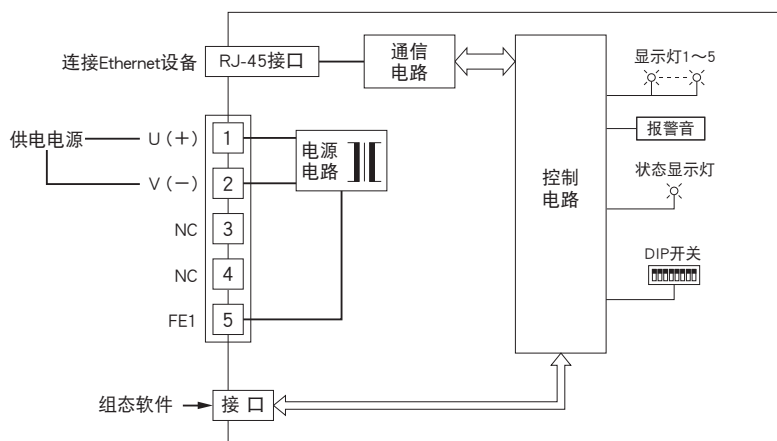 连接Ethernet设备
RJ-45接口
通信
电路
显示灯1～5
供电电源
U（＋）
1
电源
电路
报警音
V（－）
2
控制
电路
状态显示灯
NC
3
NC
4
DIP开关
FE1
5
组态软件
接 口